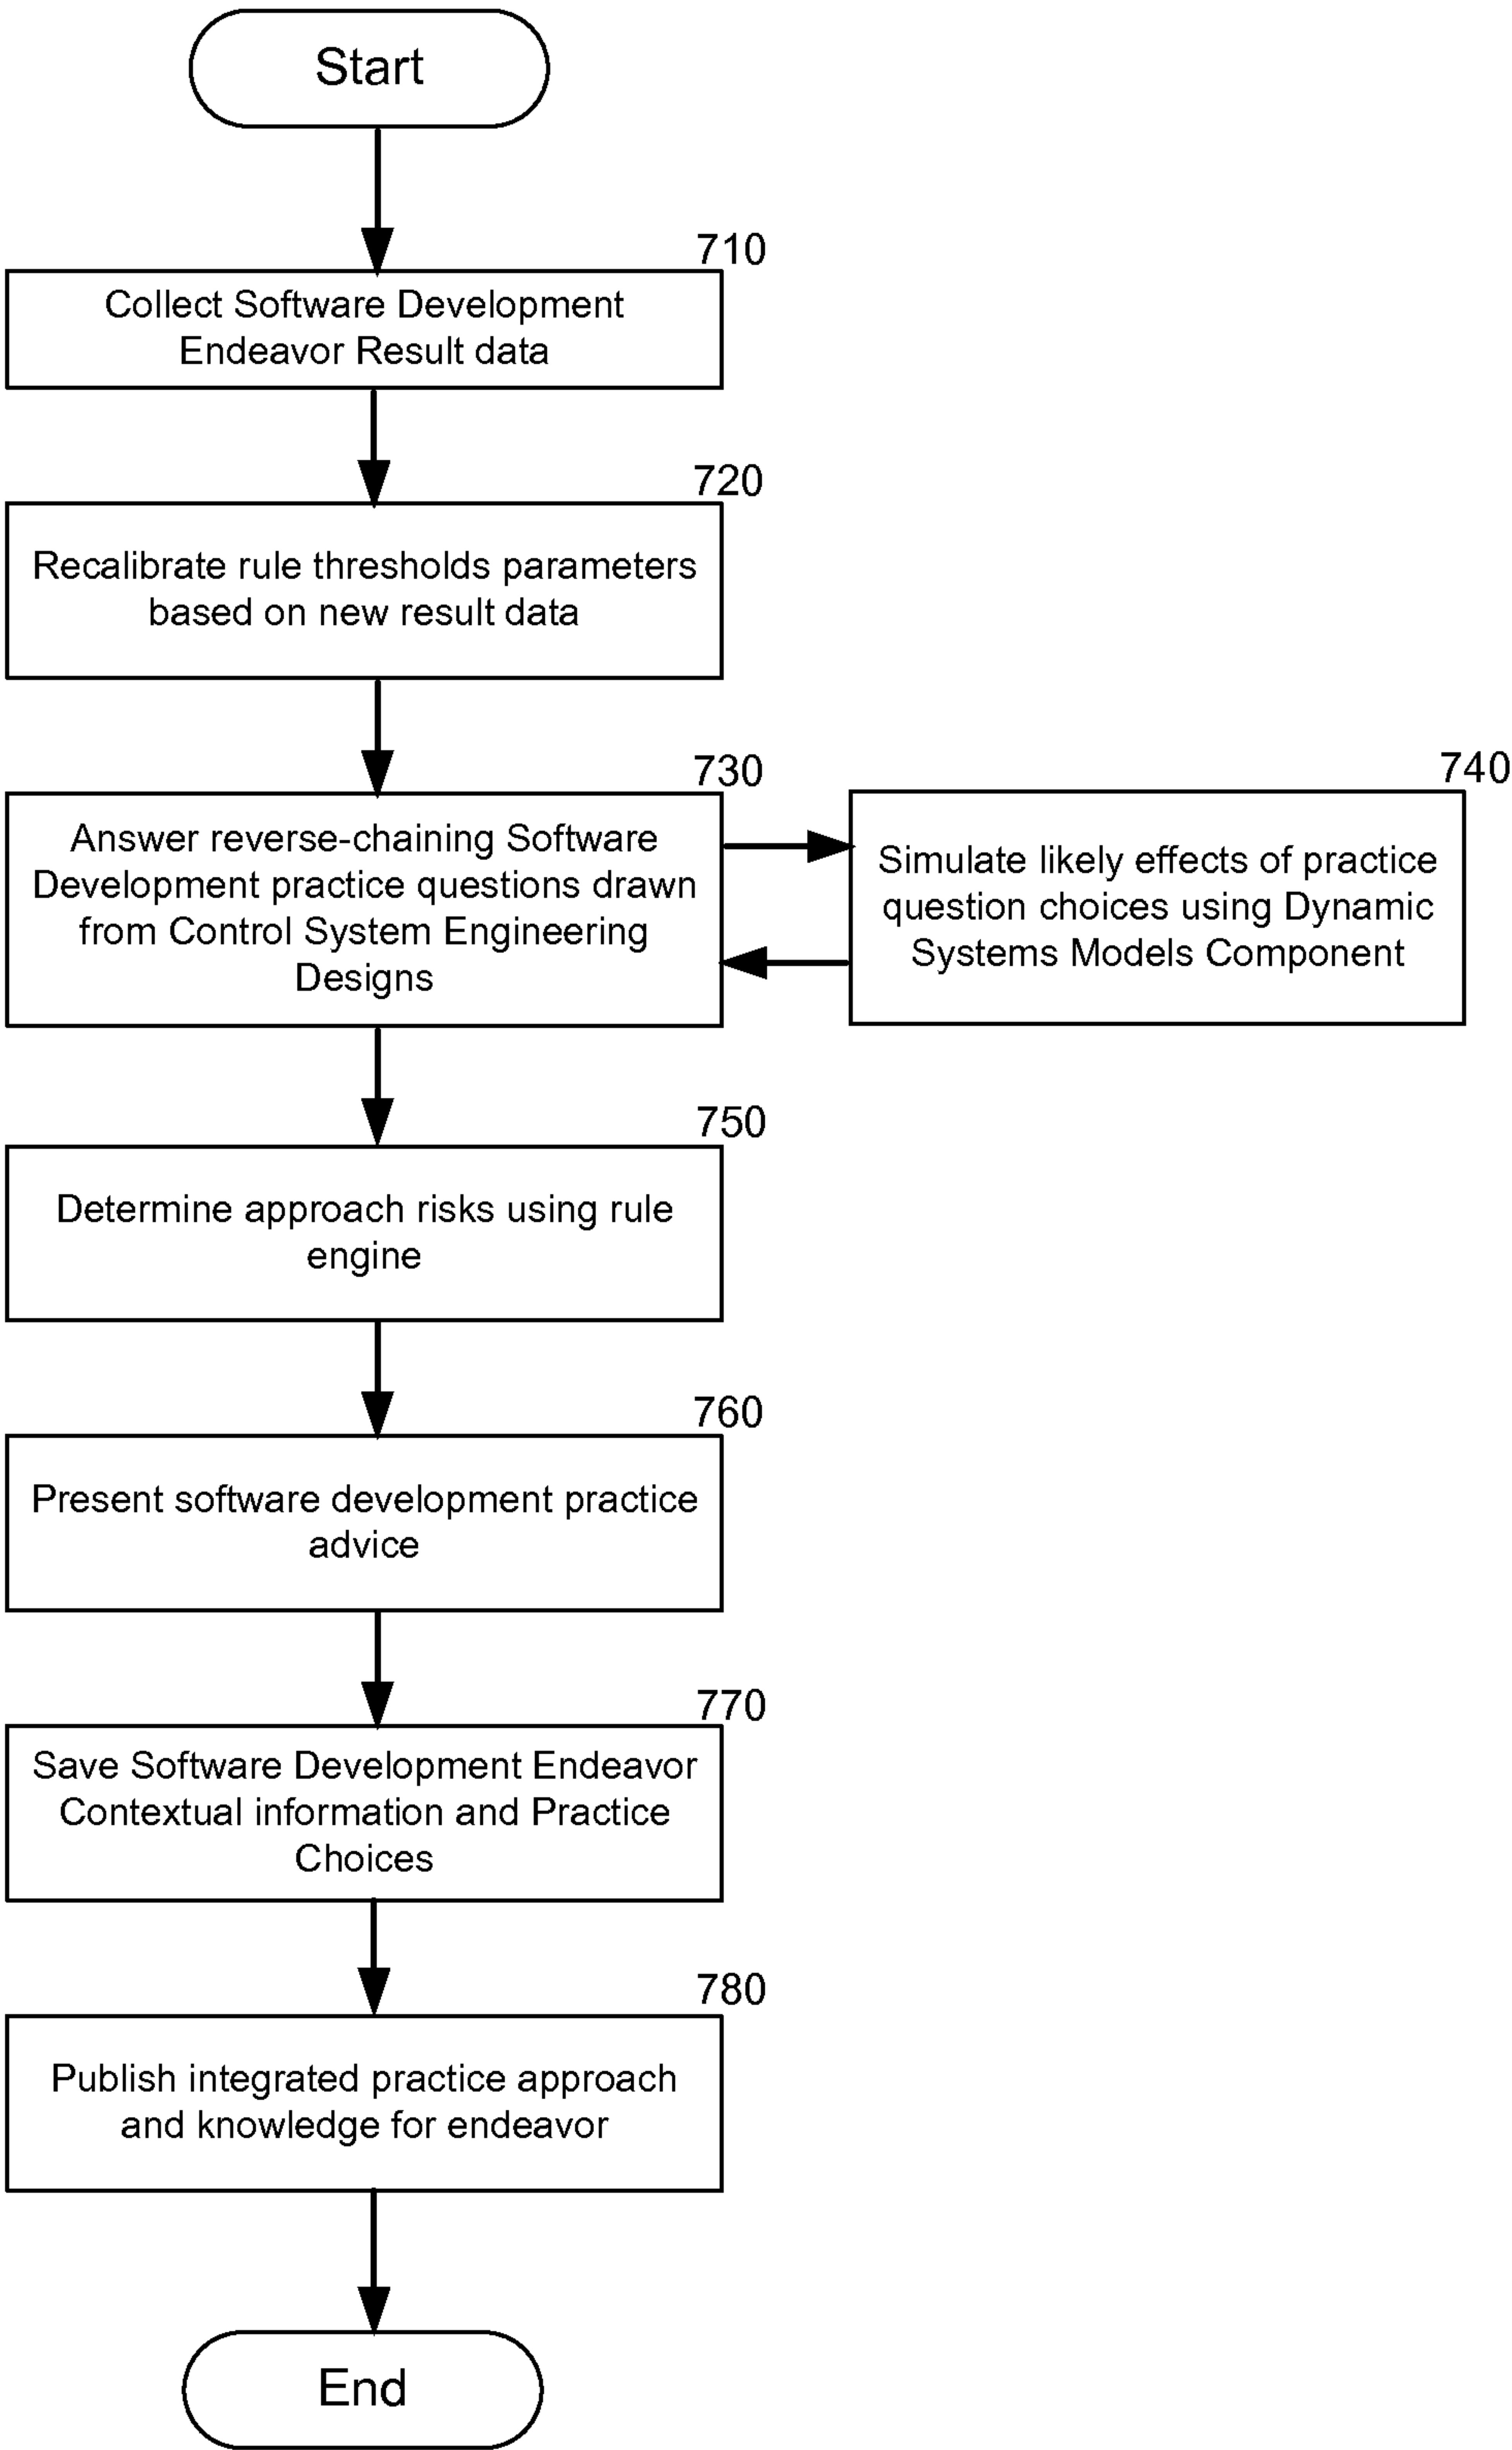 Start
710
Collect Software Development
Endeavor Result data
720
Recalibrate rule thresholds parameters
based on new result data
730
Answer reverse-chaining Software
Development practice questions drawn
from Control System Engineering
Designs
740
Simulate likely effects of practice
question choices using Dynamic
Systems Models Component
750
Determine approach risks using rule
engine
760
Present software development practice
advice
770
Save Software Development Endeavor
Contextual information and Practice
Choices
780
Publish integrated practice approach
and knowledge for endeavor
End